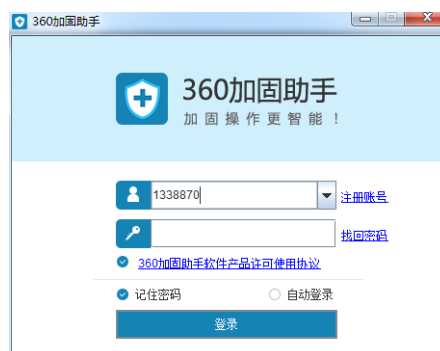 360加固助手
360加固助手
加固操作更智能！
1338870
注册账号
找回密码
360加固助手软件产品许可使用协议
记住密码 自动登录
登录